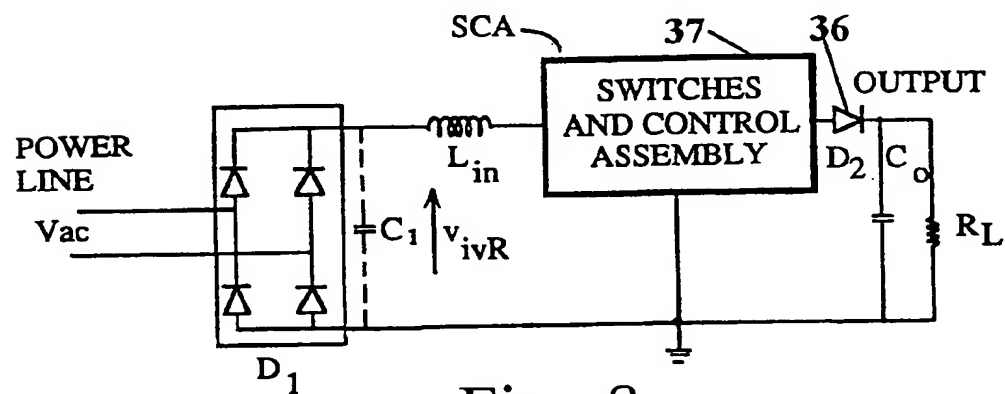 SCA
37
36
SWITCHES
AND CONTROL
ASSEMBLY
OUTPUT
POWER
LINE
Vac
Lin
D2
Co
C1
vivR
RL
D1